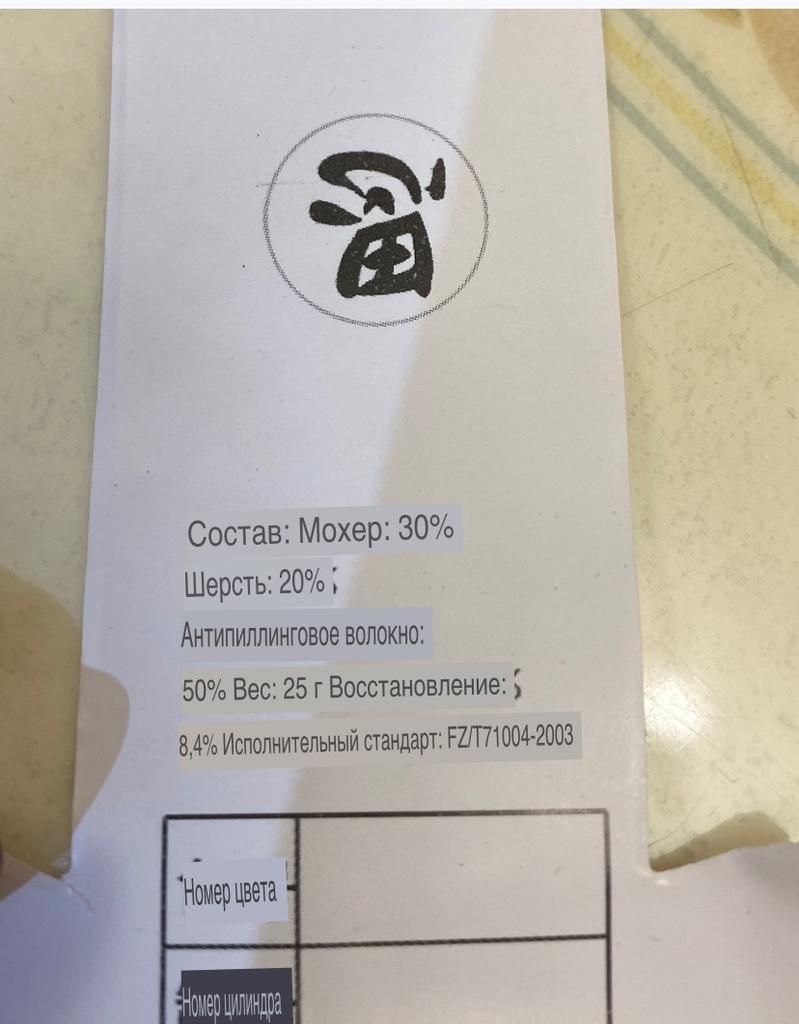 留
Состав: Мохер: 30%
Шерсть: 20%
Антипиллинговое волокно:
50% Вес: 25 г Восстановление:
8,4% Исполнительный стандарт: FZ/T71004-2003
Номер цвета
Номер цилиндра